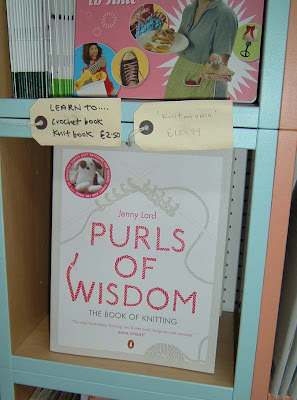 LEARN TO....
crochet book
Knit book £2.50
'Knitorama'
£12.99
Jenny Lord
PURLS
OF
WISDOM
THE BOOK OF KNITTING